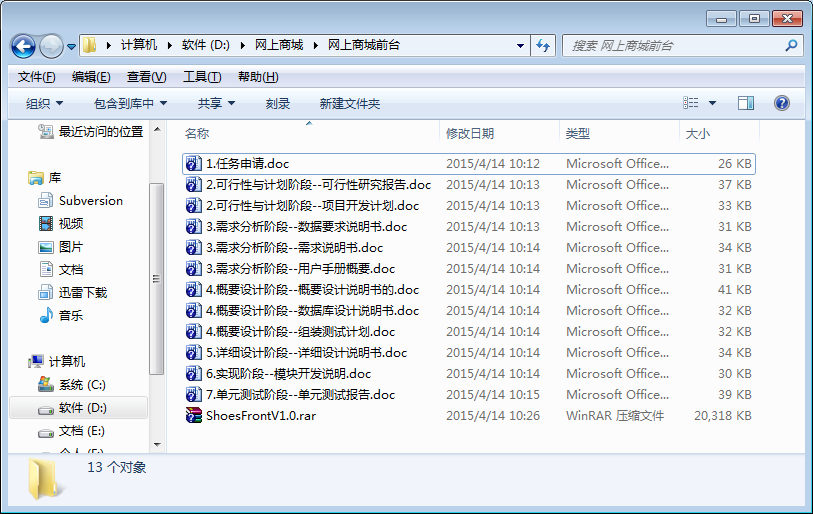 计算机 软件 (D:) 网上商城 网上商城前台 搜索 网上商城前台
文件(F) 编辑(E) 查看(V) 工具(T) 帮助(H)
组织 包含到库中 共享 刻录 新建文件夹
最近访问的位置
库
Subversion
视频
图片
文档
迅雷下载
音乐
计算机
系统 (C:)
软件 (D:)
文档 (E:)
名称 修改日期 类型 大小
1.任务申请.doc 2015/4/14 10:12 Microsoft Office... 26 KB
2.可行性与计划阶段--可行性研究报告.doc 2015/4/14 10:13 Microsoft Office... 37 KB
2.可行性与计划阶段--项目开发计划.doc 2015/4/14 10:13 Microsoft Office... 33 KB
3.需求分析阶段--数据要求说明书.doc 2015/4/14 10:13 Microsoft Office... 31 KB
3.需求分析阶段--需求说明书.doc 2015/4/14 10:14 Microsoft Office... 34 KB
3.需求分析阶段--用户手册概要.doc 2015/4/14 10:14 Microsoft Office... 31 KB
4.概要设计阶段--概要设计说明书的.doc 2015/4/14 10:14 Microsoft Office... 41 KB
4.概要设计阶段--数据库设计说明书.doc 2015/4/14 10:14 Microsoft Office... 32 KB
4.概要设计阶段--组装测试计划.doc 2015/4/14 10:14 Microsoft Office... 32 KB
5.详细设计阶段--详细设计说明书.doc 2015/4/14 10:14 Microsoft Office... 34 KB
6.实现阶段--模块开发说明.doc 2015/4/14 10:14 Microsoft Office... 30 KB
7.单元测试阶段--单元测试报告.doc 2015/4/14 10:15 Microsoft Office... 39 KB
ShoesFrontV1.0.rar 2015/4/14 10:26 WinRAR 压缩文件 20,318 KB
13 个对象